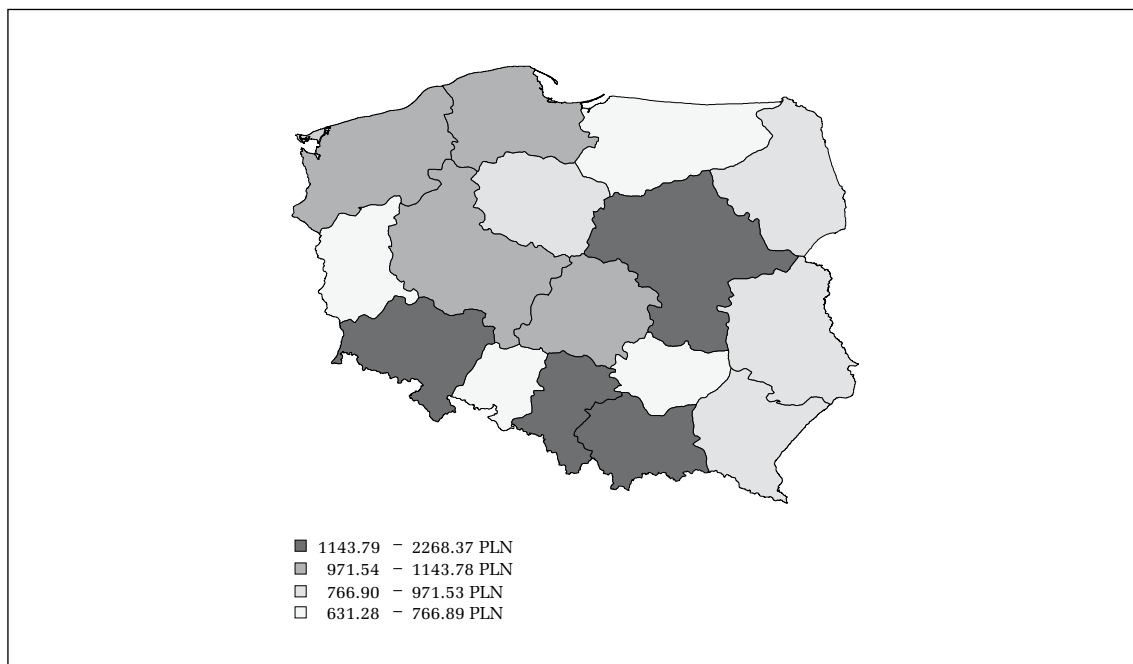 1143.79 – 2268.37 PLN
971.54 – 1143.78 PLN
766.90 – 971.53 PLN
631.28 – 766.89 PLN